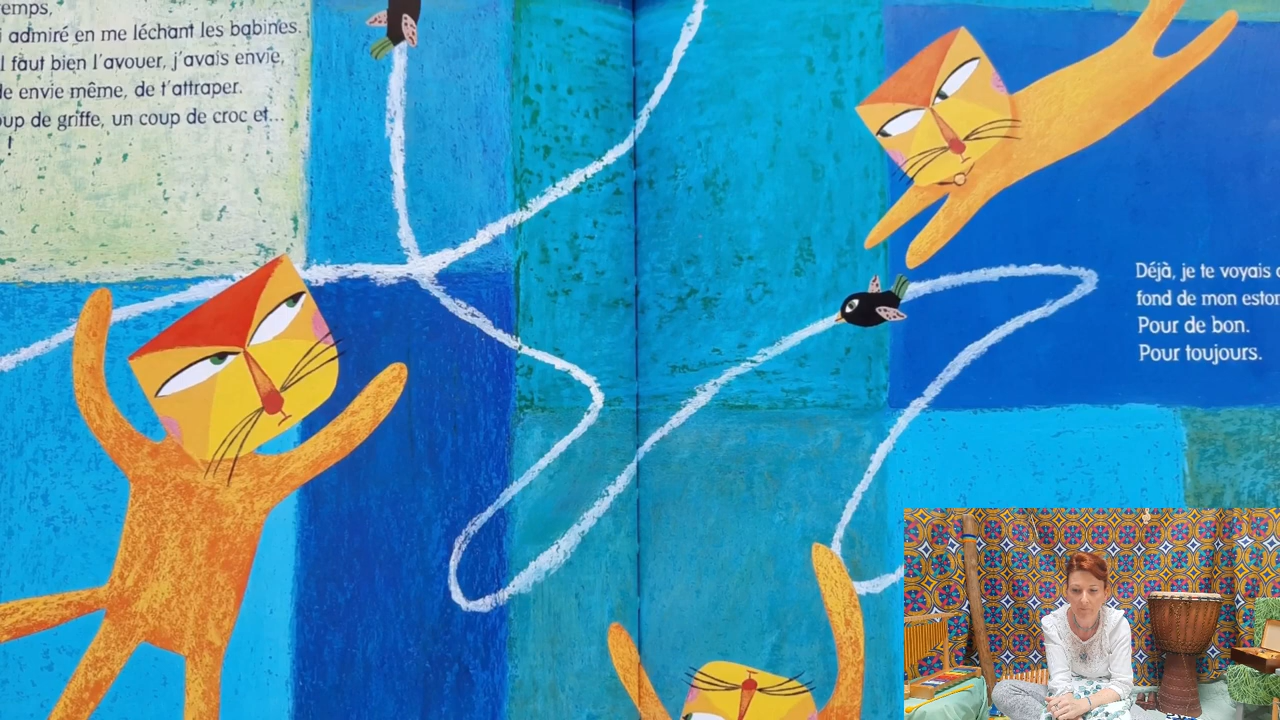 emps,
i admiré en me léchant les babines.
l faut bien l'avouer, j'avais envie,
de envie même, de t'attraper.
oup de griffe, un coup de croc et...
!
Déjà, je te voyais
fond de mon eston
Pour de bon.
Pour toujours.